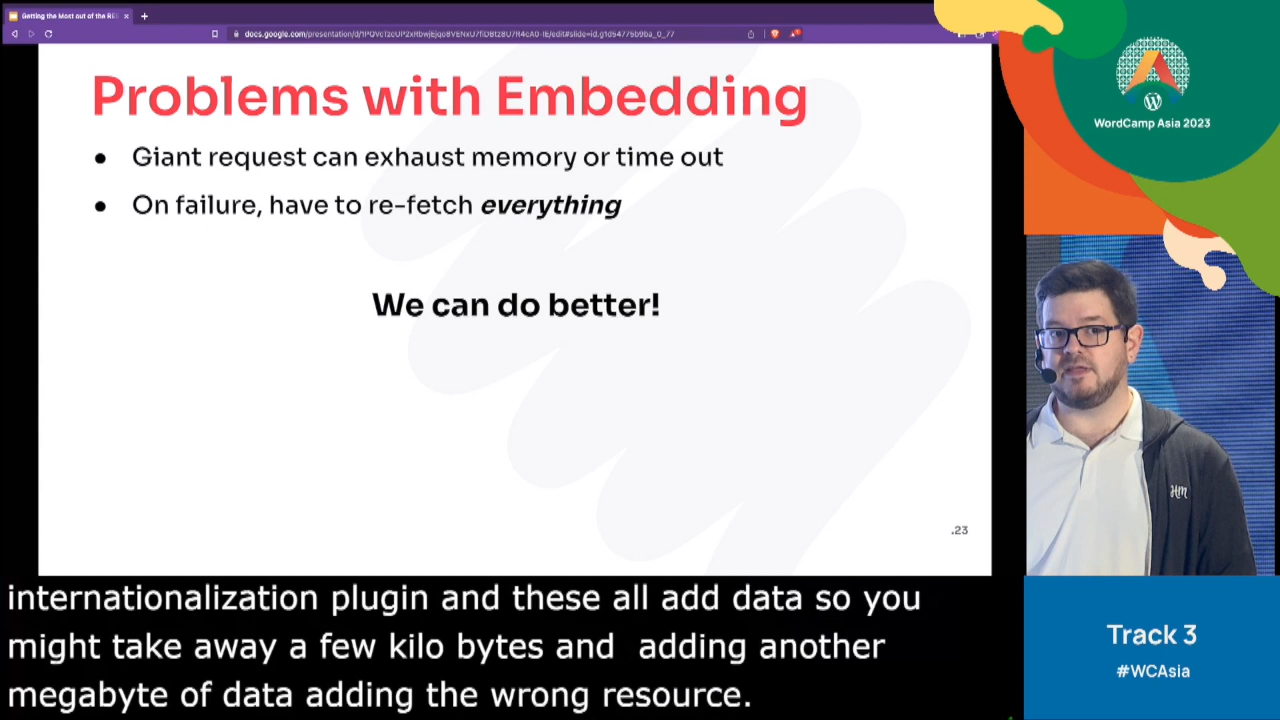 Getting the Most out of the RES
docs.google.com/presentation/d/
Problems with Embedding
● Giant request can exhaust memory or time out
● On failure, have to re-fetch everything
We can do better!
.23
WordCamp Asia 2023
HM
Track 3
#WCAsia
internationalization plugin and these all add data so you
might take away a few kilo bytes and adding another
megabyte of data adding the wrong resource.